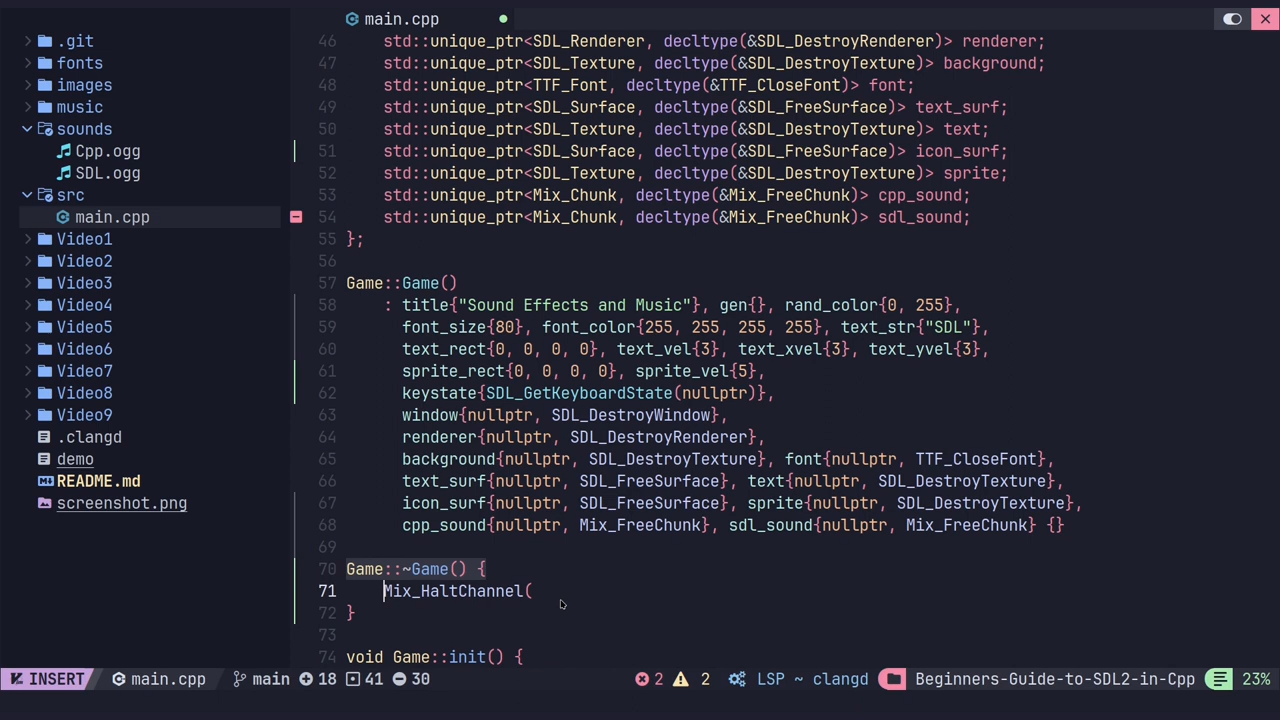 main.cpp
.git
fonts
images
music
sounds
Cpp.ogg
SDL.ogg
src
main.cpp
Video1
Video2
Video3
Video4
Video5
Video6
Video7
Video8
Video9
.clangd
demo
README.md
screenshot.png
46 std::unique_ptr<SDL_Renderer, decltype(&SDL_DestroyRenderer)> renderer;
47 std::unique_ptr<SDL_Texture, decltype(&SDL_DestroyTexture)> background;
48 std::unique_ptr<TTF_Font, decltype(&TTF_CloseFont)> font;
49 std::unique_ptr<SDL_Surface, decltype(&SDL_FreeSurface)> text_surf;
50 std::unique_ptr<SDL_Texture, decltype(&SDL_DestroyTexture)> text;
51 std::unique_ptr<SDL_Surface, decltype(&SDL_FreeSurface)> icon_surf;
52 std::unique_ptr<SDL_Texture, decltype(&SDL_DestroyTexture)> sprite;
53 std::unique_ptr<Mix_Chunk, decltype(&Mix_FreeChunk)> cpp_sound;
54 std::unique_ptr<Mix_Chunk, decltype(&Mix_FreeChunk)> sdl_sound;
55 };
56
57 Game::Game()
58 : title{"Sound Effects and Music"}, gen{}, rand_color{0, 255},
59 font_size{80}, font_color{255, 255, 255, 255}, text_str{"SDL"},
60 text_rect{0, 0, 0, 0}, text_vel{3}, text_xvel{3}, text_yvel{3},
61 sprite_rect{0, 0, 0, 0}, sprite_vel{5},
62 keystate{SDL_GetKeyboardState(nullptr)},
63 window{nullptr, SDL_DestroyWindow},
64 renderer{nullptr, SDL_DestroyRenderer},
65 background{nullptr, SDL_DestroyTexture}, font{nullptr, TTF_CloseFont},
66 text_surf{nullptr, SDL_FreeSurface}, text{nullptr, SDL_DestroyTexture},
67 icon_surf{nullptr, SDL_FreeSurface}, sprite{nullptr, SDL_DestroyTexture},
68 cpp_sound{nullptr, Mix_FreeChunk}, sdl_sound{nullptr, Mix_FreeChunk} {}
69
70 Game::~Game() {
71 Mix_HaltChannel(
72 }
73
74 void Game::init() {
INSERT main.cpp main 18 41 30 2 2 LSP ~ clangd Beginners-Guide-to-SDL2-in-Cpp 23%